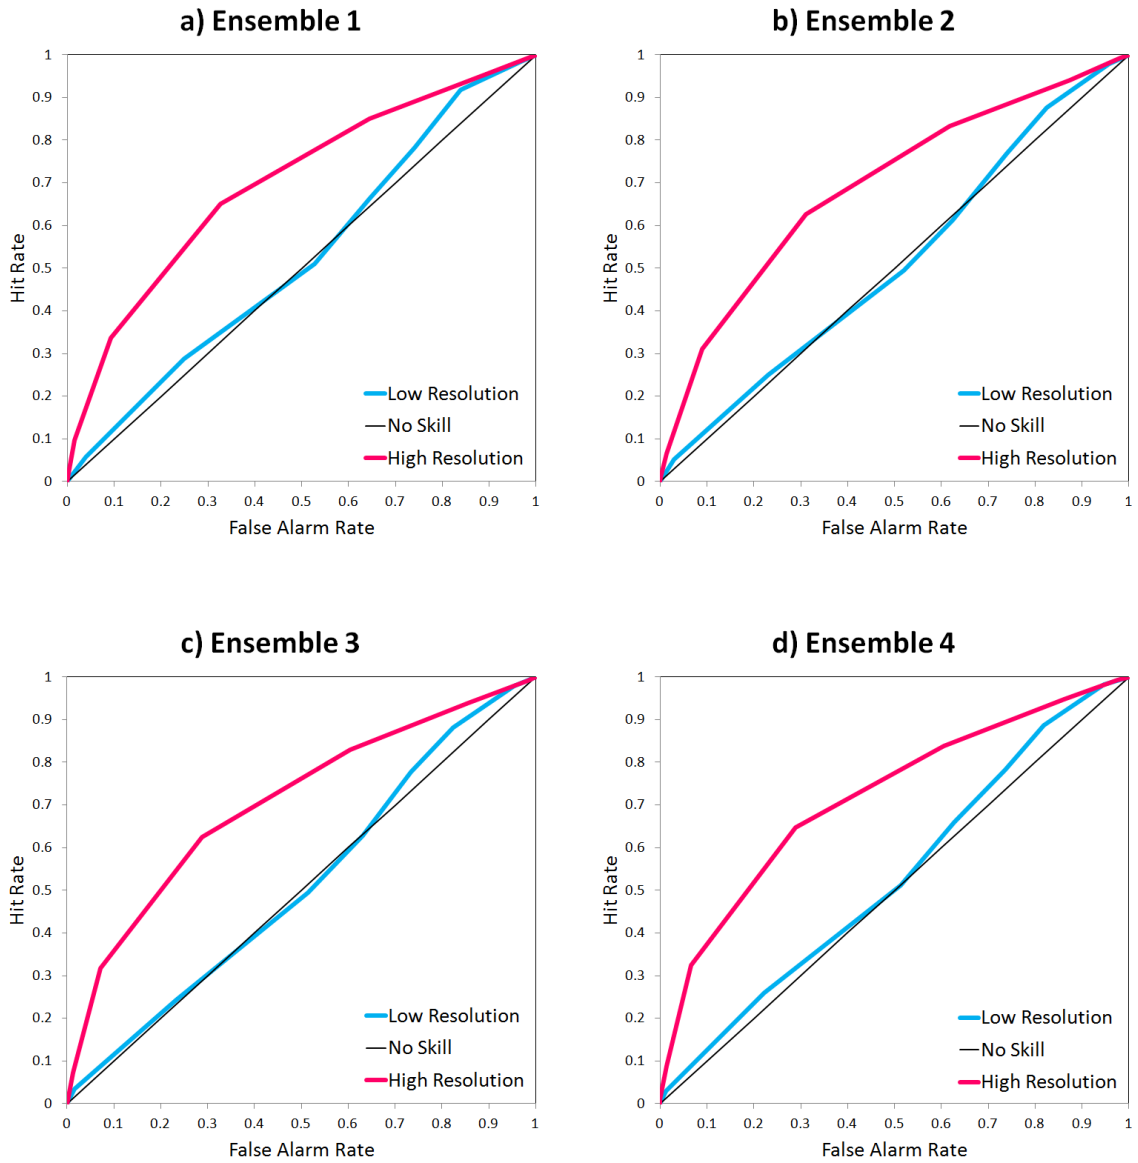 a) Ensemble 1
1
0.9
0.8
0.7
0.6
0.5
0.4
0.3
0.2
0.1
0
Hit Rate
Low Resolution
No Skill
High Resolution
0 0.1 0.2 0.3 0.4 0.5 0.6 0.7 0.8 0.9 1
False Alarm Rate
b) Ensemble 2
1
0.9
0.8
0.7
0.6
0.5
0.4
0.3
0.2
0.1
0
Hit Rate
Low Resolution
No Skill
High Resolution
0 0.1 0.2 0.3 0.4 0.5 0.6 0.7 0.8 0.9 1
False Alarm Rate
c) Ensemble 3
1
0.9
0.8
0.7
0.6
0.5
0.4
0.3
0.2
0.1
0
Hit Rate
Low Resolution
No Skill
High Resolution
0 0.1 0.2 0.3 0.4 0.5 0.6 0.7 0.8 0.9 1
False Alarm Rate
d) Ensemble 4
1
0.9
0.8
0.7
0.6
0.5
0.4
0.3
0.2
0.1
0
Hit Rate
Low Resolution
No Skill
High Resolution
0 0.1 0.2 0.3 0.4 0.5 0.6 0.7 0.8 0.9 1
False Alarm Rate